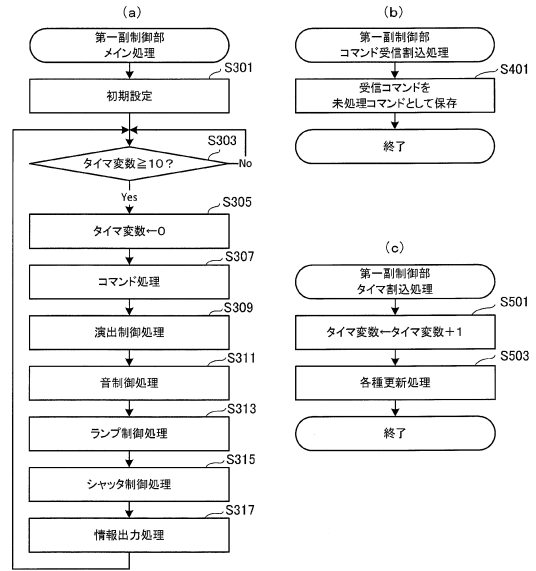 (a)
第一副制御部
メイン処理
S301
初期設定
S303
タイマ変数≧10?
No
Yes
S305
タイマ変数←0
S307
コマンド処理
S309
演出制御処理
S311
音制御処理
S313
ランプ制御処理
S315
シャッタ制御処理
S317
情報出力処理
(b)
第一副制御部
コマンド受信割込処理
S401
受信コマンドを
未処理コマンドとして保存
終了
(c)
第一副制御部
タイマ割込処理
S501
タイマ変数←タイマ変数+1
S503
各種更新処理
終了